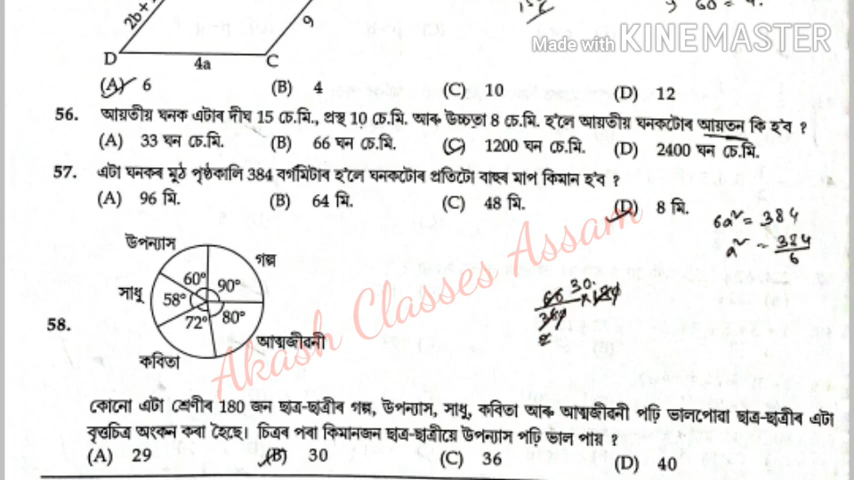 2b+
9
D
C
4a
Made with KINEMASTER
(A) 6 (B) 4 (C) 10 (D) 12
56. আয়তীয় ঘনক এটাৰ দীঘ 15 চে.মি., প্ৰস্থ 10 চে.মি. আৰু উচ্চতা 8 চে.মি. হ'লে আয়তীয় ঘনকটোৰ আয়তন কি হ'ব ?
(A) 33 ঘন চে.মি. (B) 66 ঘন চে.মি. (C) 1200 ঘন চে.মি. (D) 2400 ঘন চে.মি.
57. এটা ঘনকৰ মুঠ পৃষ্ঠকালি 384 বৰ্গমিটাৰ হ'লে ঘনকটোৰ প্ৰতিটো বাহুৰ মাপ কিমান হ'ব ?
(A) 96 মি. (B) 64 মি. (C) 48 মি. (D) 8 মি.
6a² = 384
a² = 384/6
58.
উপন্যাস
গল্প
সাধু
কবিতা
আত্মজীৱনী
60° 90°
58°
72° 80°
Akash Classes Assam
কোনো এটা শ্ৰেণীৰ 180 জন ছাত্ৰ-ছাত্ৰীৰ গল্প, উপন্যাস, সাধু, কবিতা আৰু আত্মজীৱনী পঢ়ি ভালপোৱা ছাত্ৰ-ছাত্ৰীৰ এটা
বৃত্তচিত্ৰ অংকন কৰা হৈছে। চিত্ৰৰ পৰা কিমানজন ছাত্ৰ-ছাত্ৰীয়ে উপন্যাস পঢ়ি ভাল পায় ?
(A) 29 (B) 30 (C) 36 (D) 40